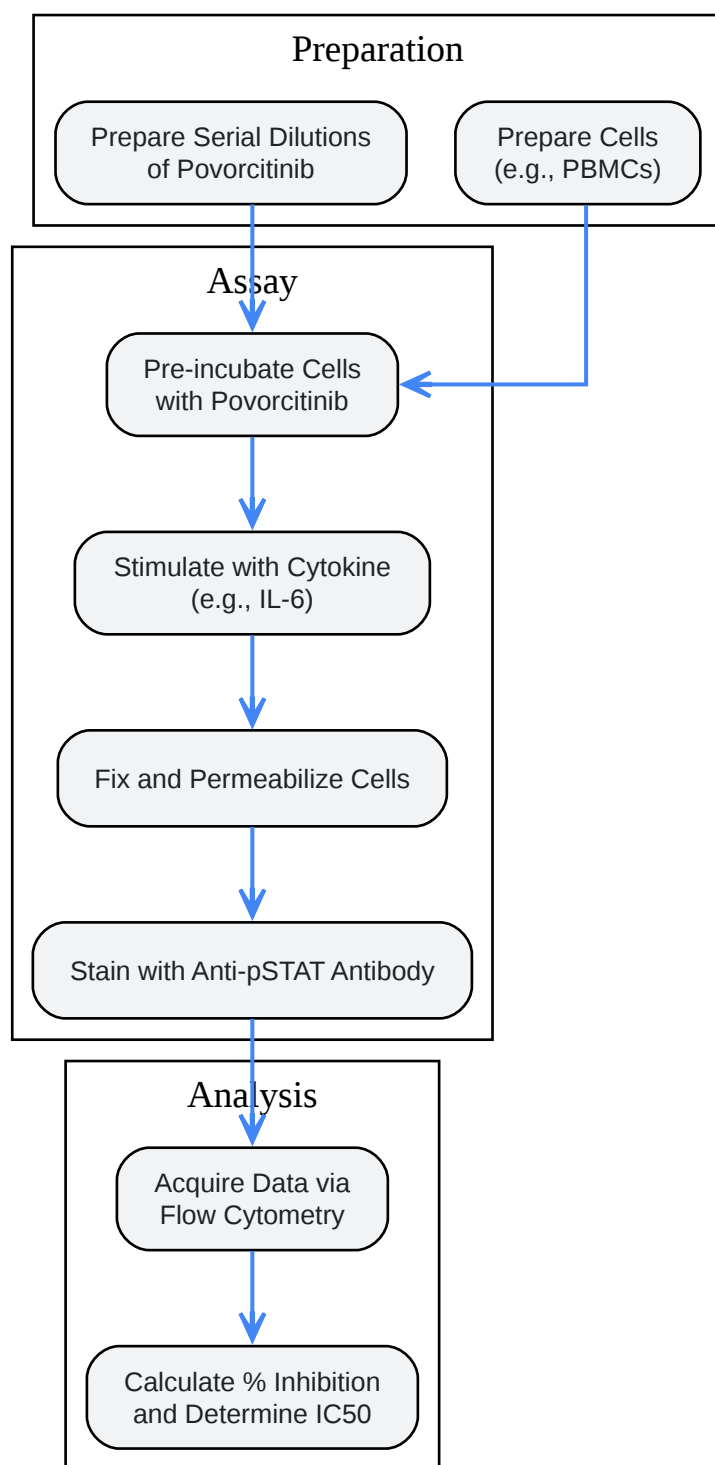 Preparation
Prepare Serial Dilutions
of Povorcitinib
Prepare Cells
(e.g., PBMCs)
Assay
Pre-incubate Cells
with Povorcitinib
Stimulate with Cytokine
(e.g., IL-6)
Fix and Permeabilize Cells
Stain with Anti-pSTAT Antibody
Analysis
Acquire Data via
Flow Cytometry
Calculate % Inhibition
and Determine IC50